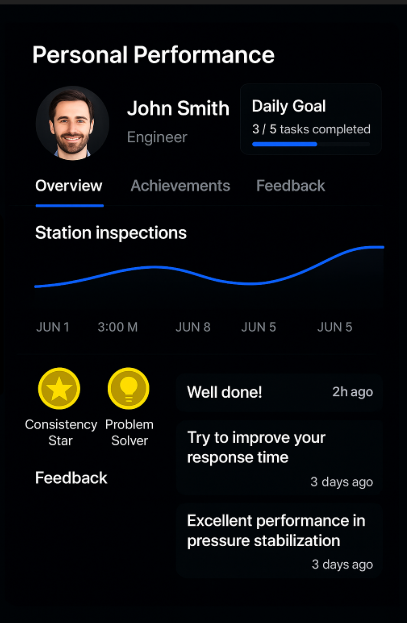 Personal Performance
John Smith
Engineer
Daily Goal
3 / 5 tasks completed
Overview
Achievements
Feedback
Station inspections
JUN 1
3:00 M
JUN 8
JUN 5
JUN 5
Consistency
Star
Problem
Solver
Feedback
Well done!
2h ago
Try to improve your
response time
3 days ago
Excellent performance in
pressure stabilization
3 days ago